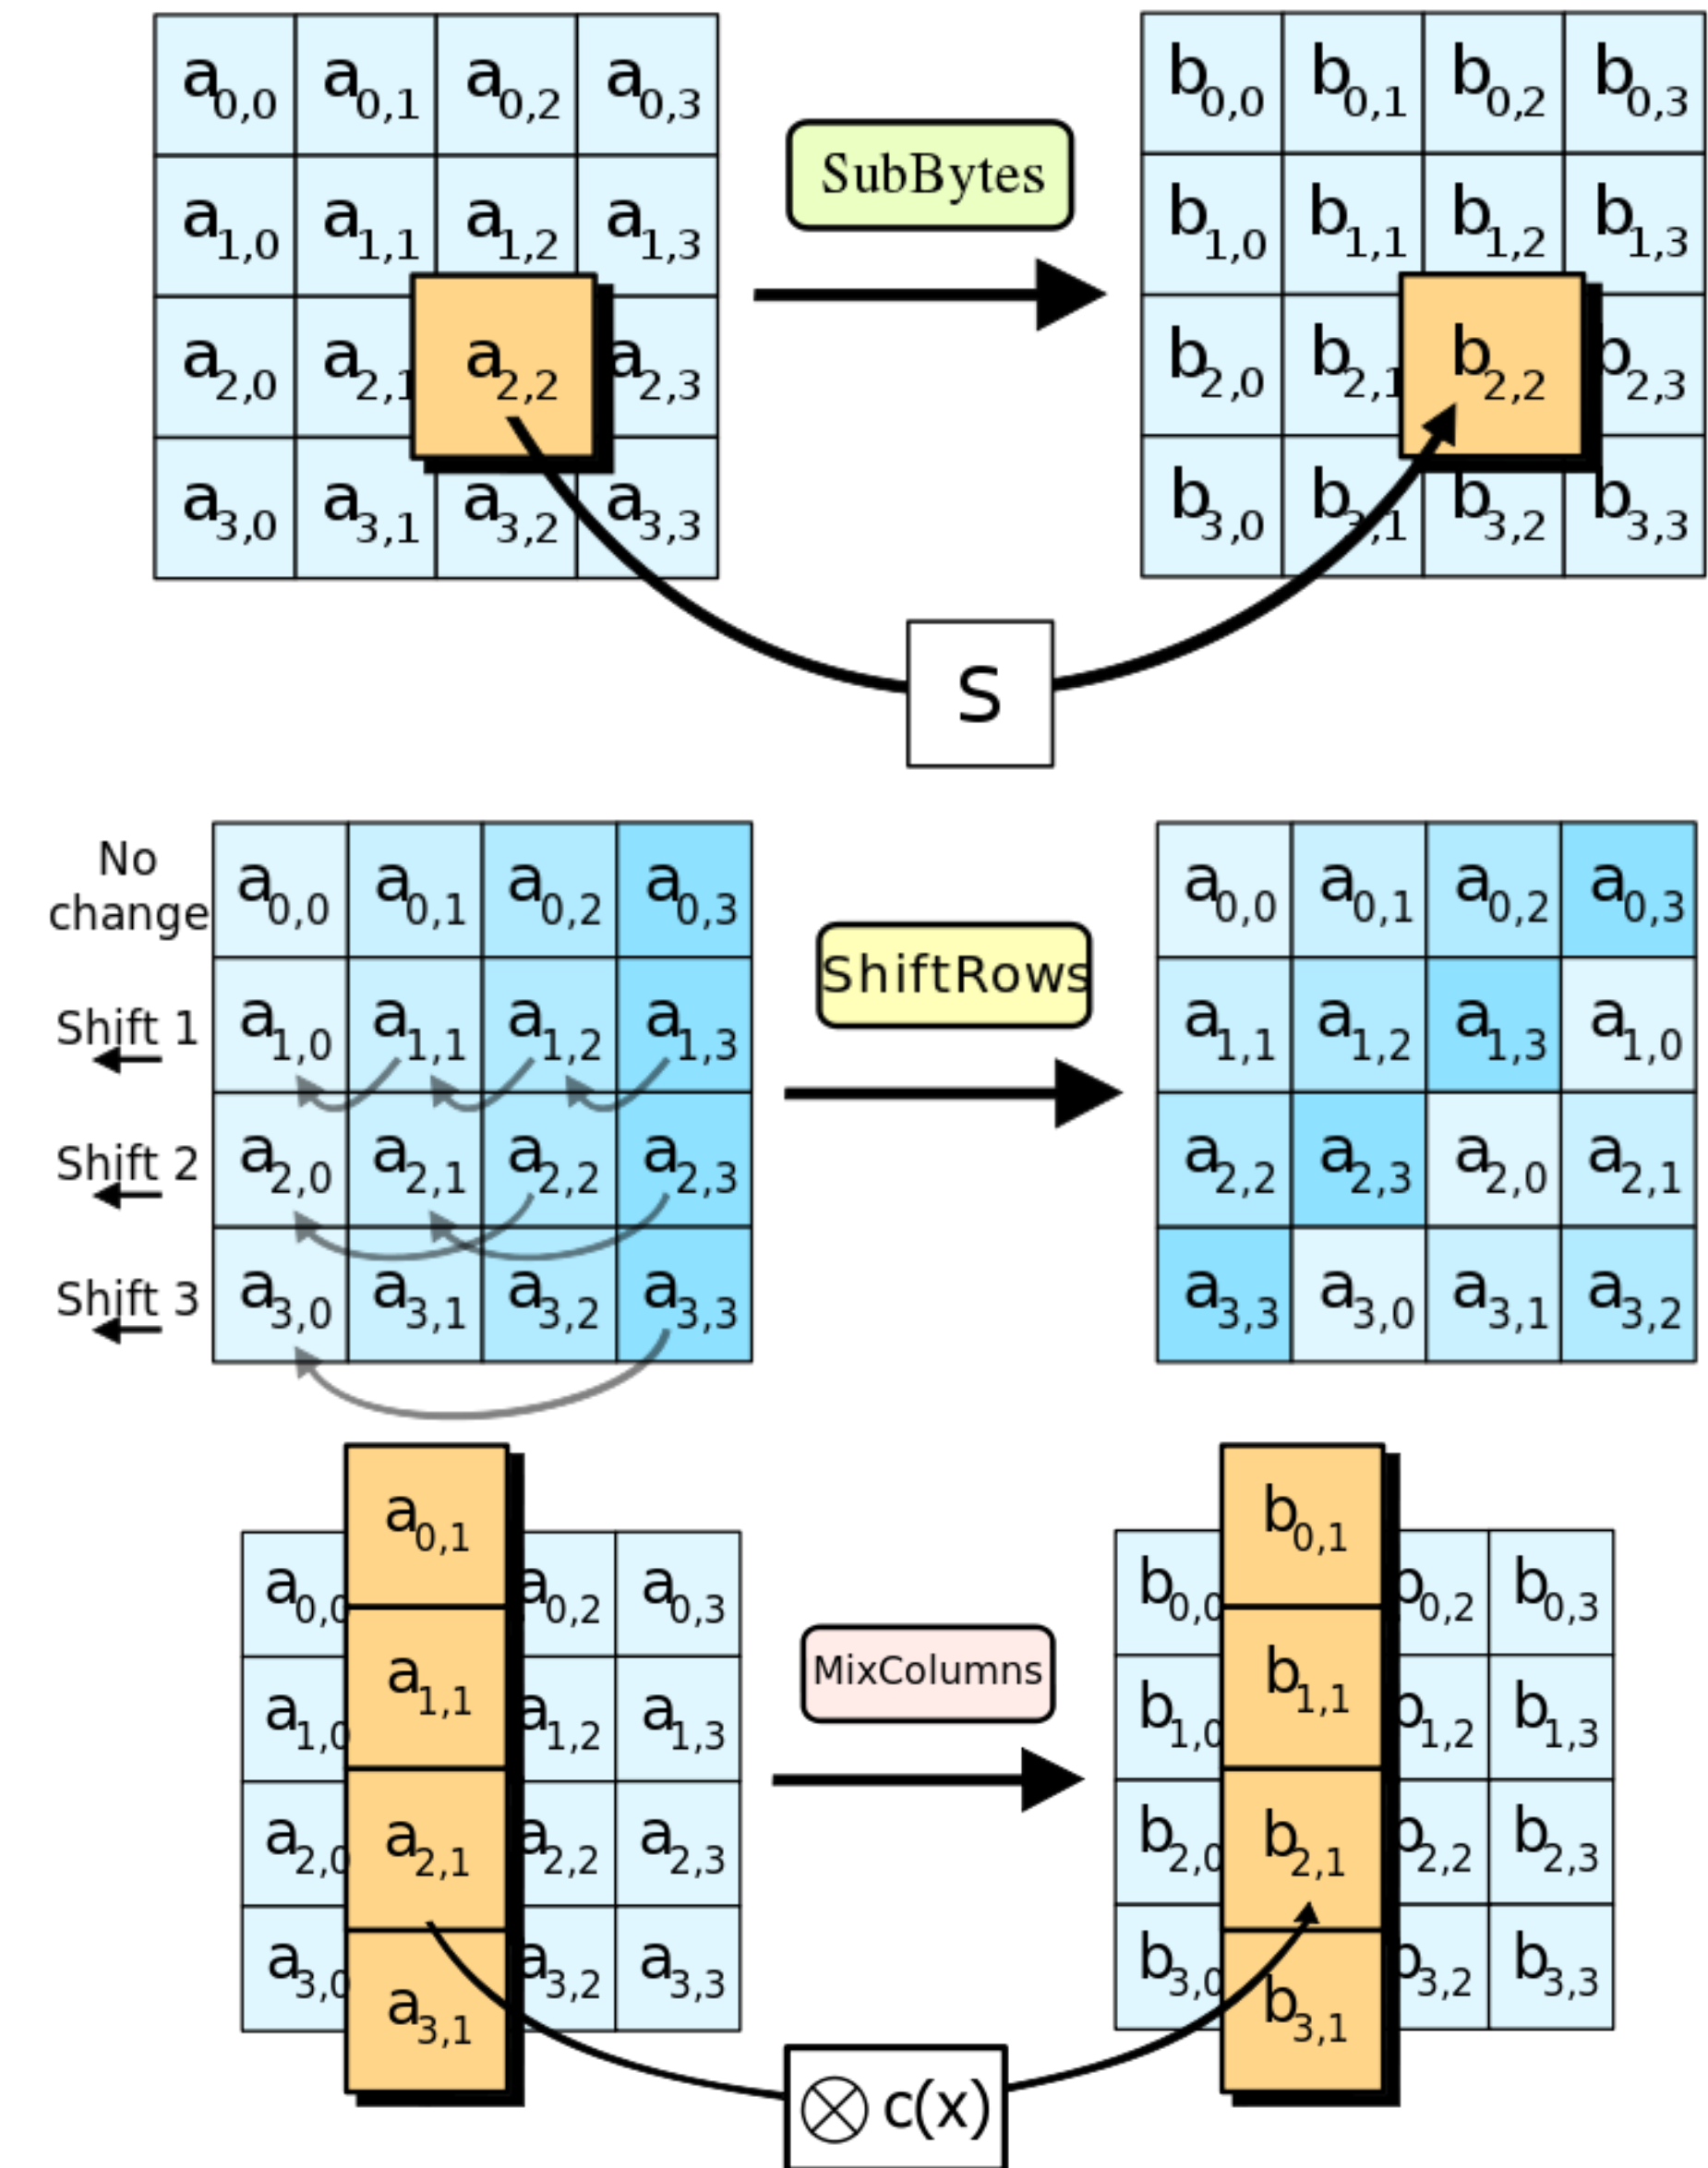 a0,0 a0,1 a0,2 a0,3
a1,0 a1,1 a1,2 a1,3
a2,0 a2,1 a2,2 a2,3
a3,0 a3,1 a3,2 a3,3
SubBytes
b0,0 b0,1 b0,2 b0,3
b1,0 b1,1 b1,2 b1,3
b2,0 b2,1 b2,2 b2,3
b3,0 b3,1 b3,2 b3,3
S
No
change
Shift 1
Shift 2
Shift 3
a0,0 a0,1 a0,2 a0,3
a1,0 a1,1 a1,2 a1,3
a2,0 a2,1 a2,2 a2,3
a3,0 a3,1 a3,2 a3,3
ShiftRows
a0,0 a0,1 a0,2 a0,3
a1,1 a1,2 a1,3 a1,0
a2,2 a2,3 a2,0 a2,1
a3,3 a3,0 a3,1 a3,2
a0,0 a0,1 a0,2 a0,3
a1,0 a1,1 a1,2 a1,3
a2,0 a2,1 a2,2 a2,3
a3,0 a3,1 a3,2 a3,3
MixColumns
b0,0 b0,1 b0,2 b0,3
b1,0 b1,1 b1,2 b1,3
b2,0 b2,1 b2,2 b2,3
b3,0 b3,1 b3,2 b3,3
⊗ c(x)